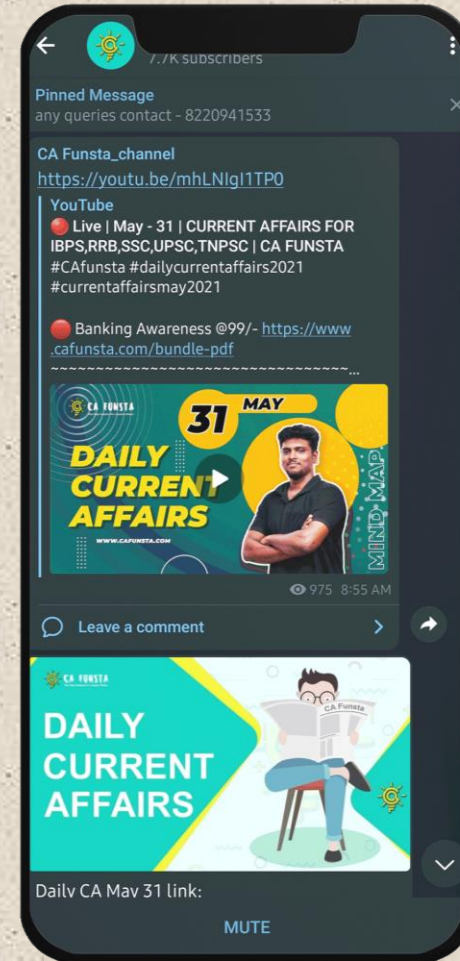 7.7K subscribers
Pinned Message
any queries contact - 8220941533
CA Funsta_channel
https://youtu.be/mhLNIgI1TP0
YouTube
🔴 Live | May - 31 | CURRENT AFFAIRS FOR
IBPS,RRB,SSC,UPSC,TNPSC | CA FUNSTA
#CAfunsta #dailycurrentaffairs2021
#currentaffairsmay2021
🔴 Banking Awareness @99/- https://www
.cafunsta.com/bundle-pdf
~~~~~~~~~~~~~~~~~~~~~~~~~~~~~~~~~...
CA FUNSTA
31 MAY
DAILY
CURRENT
AFFAIRS
WWW.CAFUNSTA.COM
MIND MAP
975 8:55 AM
Leave a comment
CA FUNSTA
DAILY
CURRENT
AFFAIRS
CA Funsta
Daily CA May 31 link:
MUTE